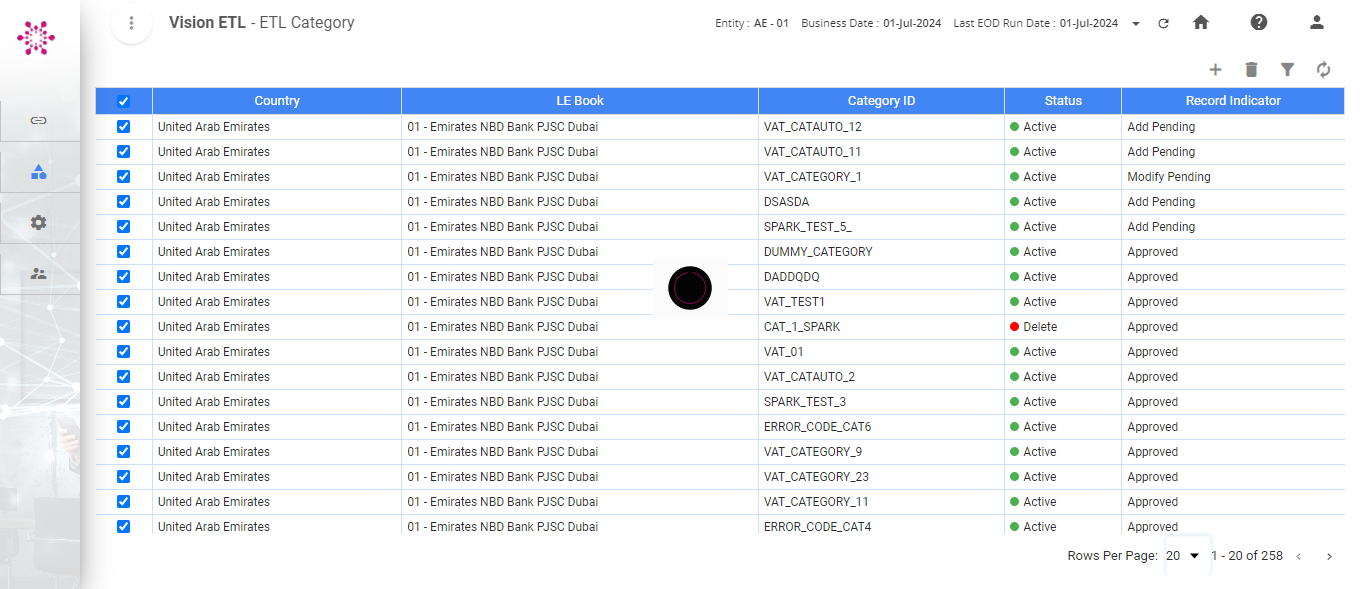 Vision ETL - ETL Category
Entity : AE - 01 Business Date : 01-Jul-2024 Last EOD Run Date : 01-Jul-2024
Country LE Book Category ID Status Record Indicator
United Arab Emirates 01 - Emirates NBD Bank PJSC Dubai VAT_CATAUTO_12 Active Add Pending
United Arab Emirates 01 - Emirates NBD Bank PJSC Dubai VAT_CATAUTO_11 Active Add Pending
United Arab Emirates 01 - Emirates NBD Bank PJSC Dubai VAT_CATEGORY_1 Active Modify Pending
United Arab Emirates 01 - Emirates NBD Bank PJSC Dubai DSASDA Active Add Pending
United Arab Emirates 01 - Emirates NBD Bank PJSC Dubai SPARK_TEST_5_ Active Add Pending
United Arab Emirates 01 - Emirates NBD Bank PJSC Dubai DUMMY_CATEGORY Active Approved
United Arab Emirates 01 - Emirates NBD Bank PJSC Dubai DADDQDQ Active Approved
United Arab Emirates 01 - Emirates NBD Bank PJSC Dubai VAT_TEST1 Active Approved
United Arab Emirates 01 - Emirates NBD Bank PJSC Dubai CAT_1_SPARK Delete Approved
United Arab Emirates 01 - Emirates NBD Bank PJSC Dubai VAT_01 Active Approved
United Arab Emirates 01 - Emirates NBD Bank PJSC Dubai VAT_CATAUTO_2 Active Approved
United Arab Emirates 01 - Emirates NBD Bank PJSC Dubai SPARK_TEST_3 Active Approved
United Arab Emirates 01 - Emirates NBD Bank PJSC Dubai ERROR_CODE_CAT6 Active Approved
United Arab Emirates 01 - Emirates NBD Bank PJSC Dubai VAT_CATEGORY_9 Active Approved
United Arab Emirates 01 - Emirates NBD Bank PJSC Dubai VAT_CATEGORY_23 Active Approved
United Arab Emirates 01 - Emirates NBD Bank PJSC Dubai VAT_CATEGORY_11 Active Approved
United Arab Emirates 01 - Emirates NBD Bank PJSC Dubai ERROR_CODE_CAT4 Active Approved
Rows Per Page: 20 1 - 20 of 258